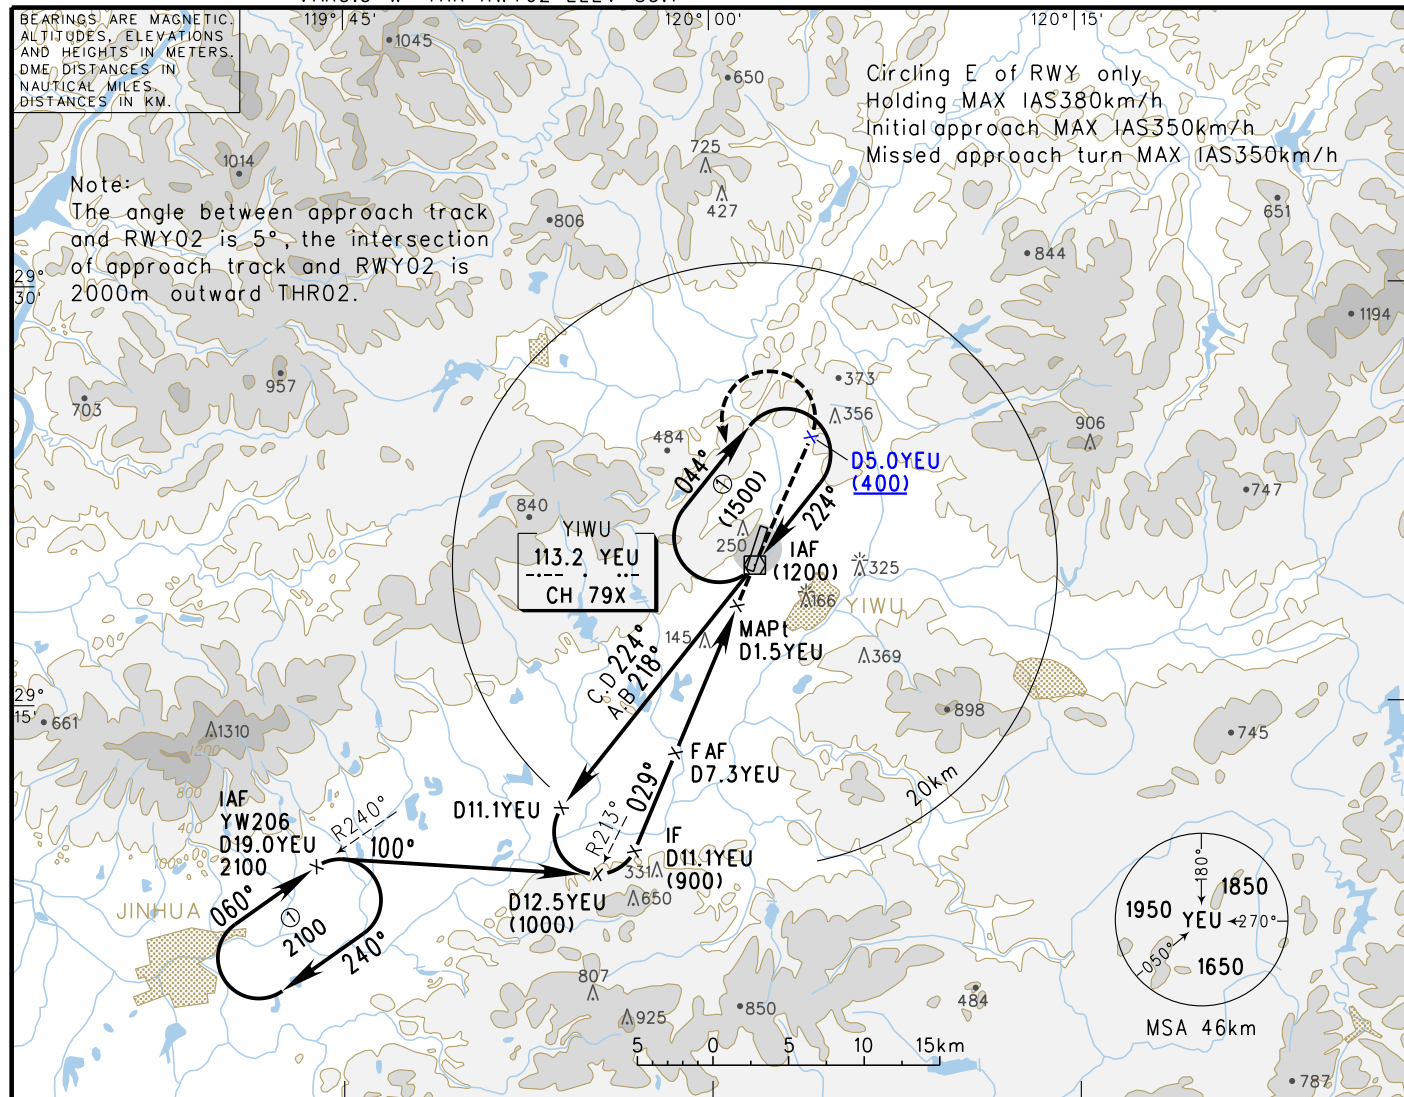 119°45'
120°00'
120°15'
BEARINGS ARE MAGNETIC.
ALTITUDES, ELEVATIONS
AND HEIGHTS IN METERS.
DME DISTANCES IN
NAUTICAL MILES.
DISTANCES IN KM.
1045
650
Circling E of RWY only
Holding MAX IAS380km/h
Initial approach MAX IAS350km/h
Missed approach turn MAX IAS350km/h
725
427
1014
806
651
844
Note:
The angle between approach track
and RWY02 is 5°, the intersection
of approach track and RWY02 is
2000m outward THR02.
29°
30'
1194
957
703
373
356
484
906
D5.0YEU
(400)
044°
1
(1500)
224°
747
840
YIWU
113.2 YEU
CH 79X
250
IAF
(1200)
325
166
YIWU
MAPt
D1.5YEU
145
369
C.D 224°
A.B 218°
29°
15'
661
1310
1200
898
745
FAF
D7.3YEU
800
400
100°
20km
IAF
YW206
D19.0YEU
2100
R240°
100°
D11.1YEU
R213°
029°
IF
D11.1YEU
(900)
331
650
D12.5YEU
(1000)
JINHUA
060°
1
2100
240°
180°
1850
1950
YEU
270°
050°
1650
MSA 46km
807
925
850
484
787
5 0 5 10 15km